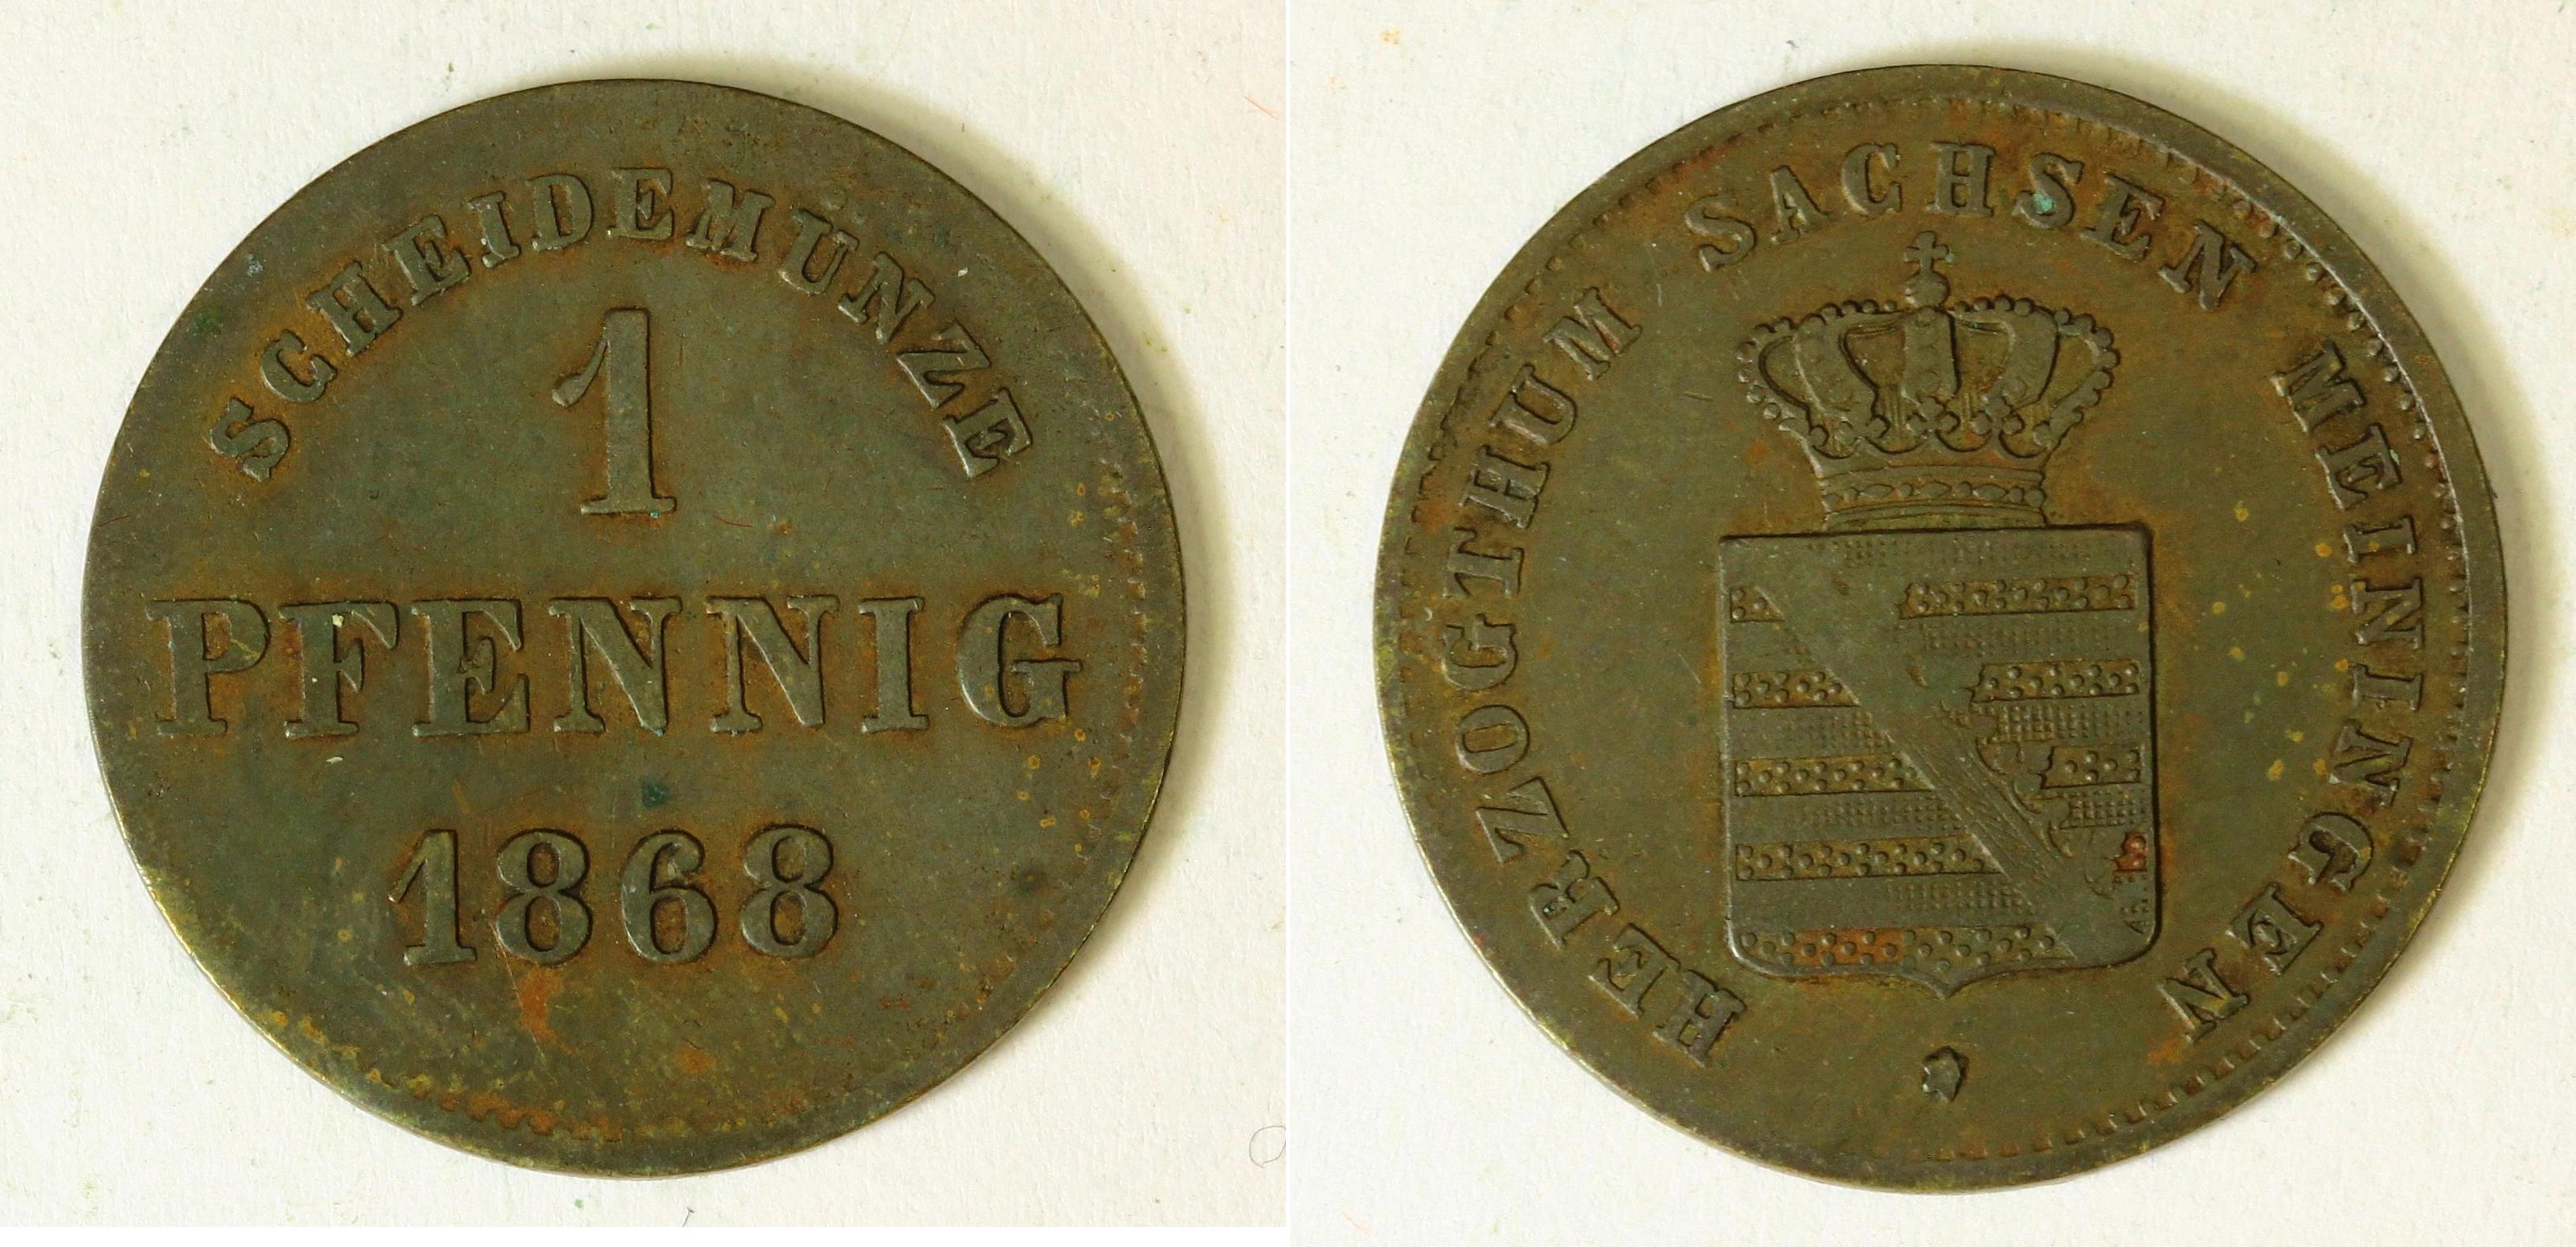 SCHEIDEMÜNZE
1
PFENNIG
1868
HERZOGTHUM SACHSEN MEININGEN